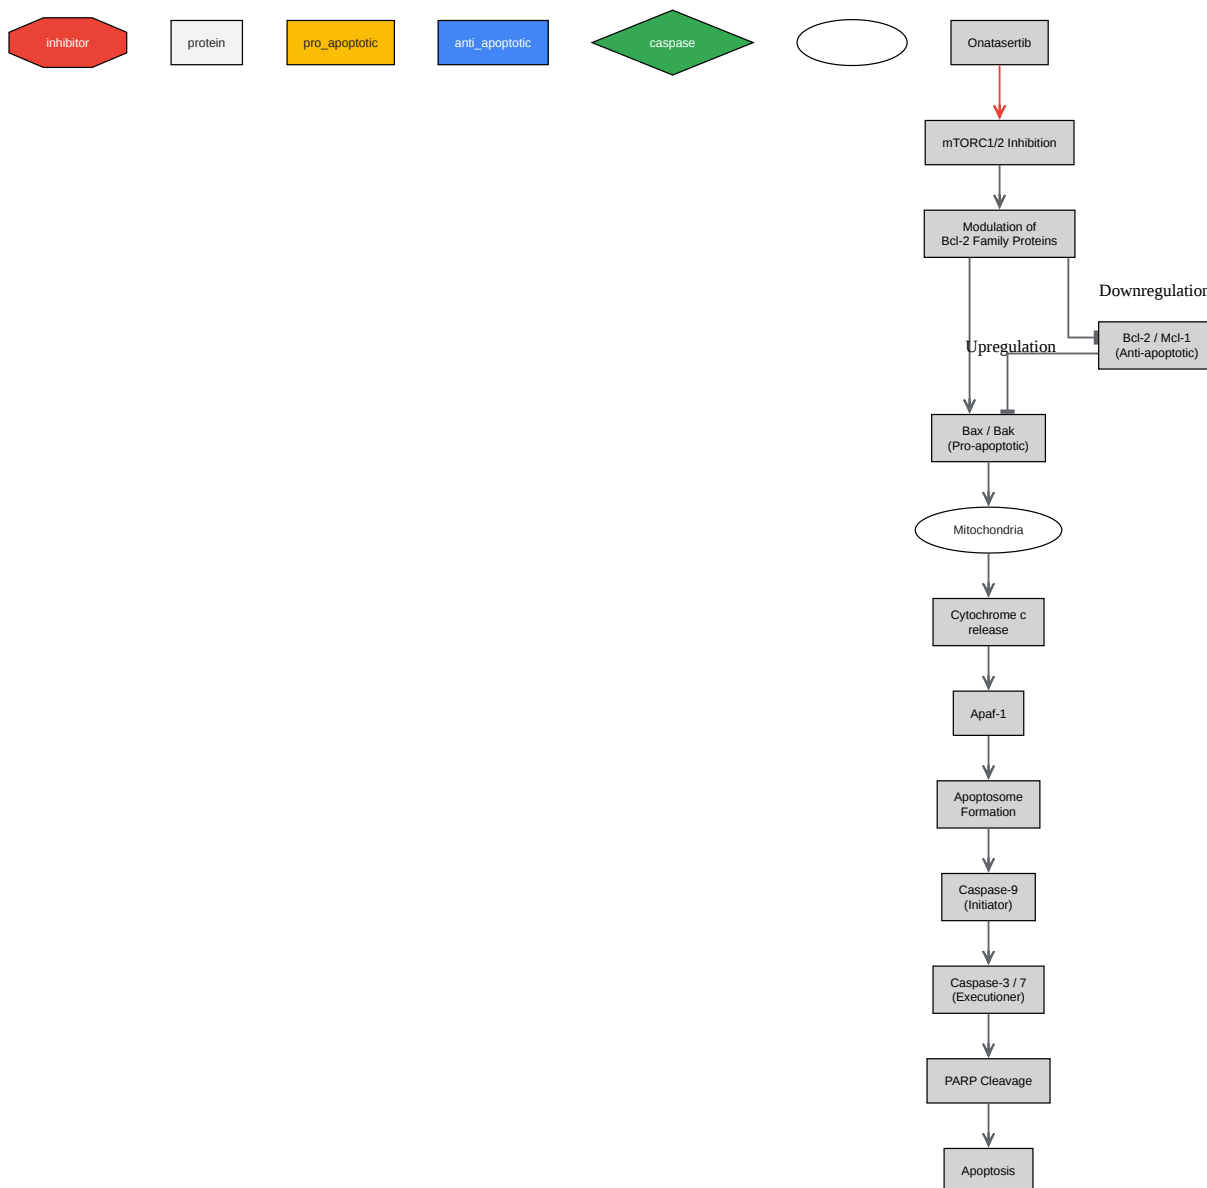 inhibitor
protein
pro_apoptotic
anti_apoptotic
caspase
Onatasertib
mTORC1/2 Inhibition
Modulation of
Bcl-2 Family Proteins
Downregulation
Upregulation
Bcl-2 / Mcl-1
(Anti-apoptotic)
Bax / Bak
(Pro-apoptotic)
Mitochondria
Cytochrome c
release
Apaf-1
Apoptosome
Formation
Caspase-9
(Initiator)
Caspase-3 / 7
(Executioner)
PARP Cleavage
Apoptosis